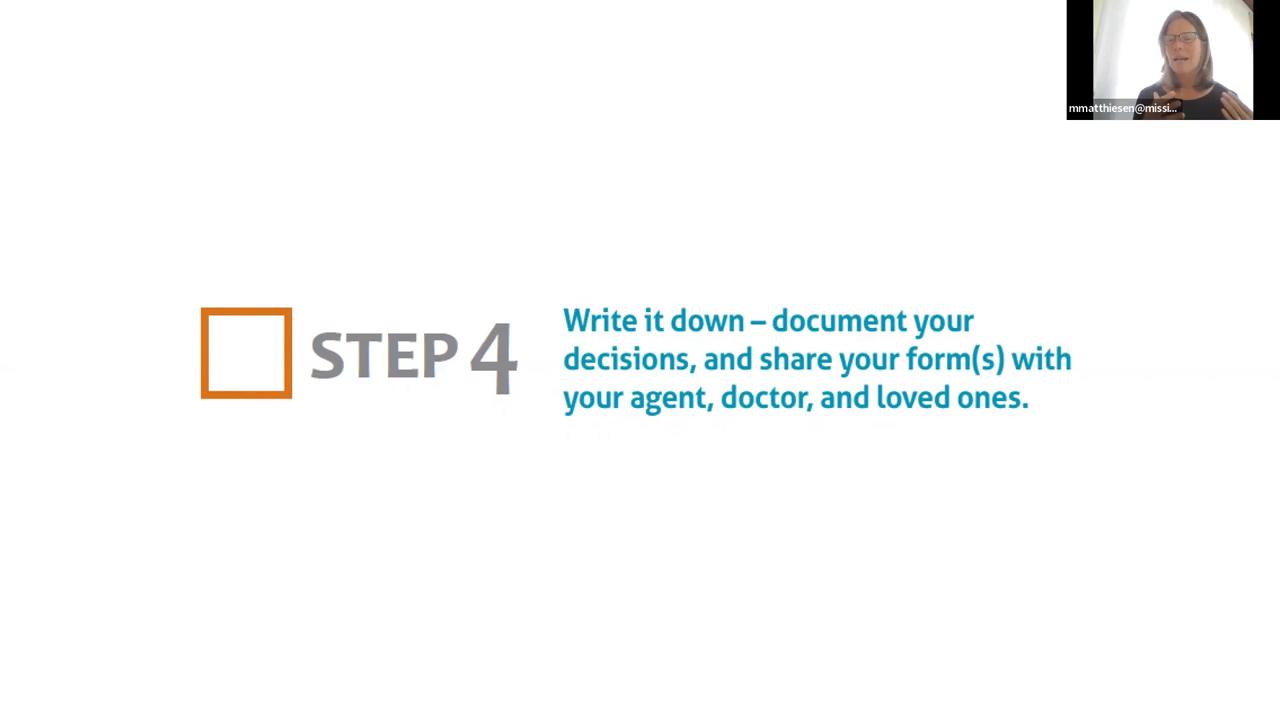 mmatthiesen@missi...
STEP 4
Write it down – document your
decisions, and share your form(s) with
your agent, doctor, and loved ones.